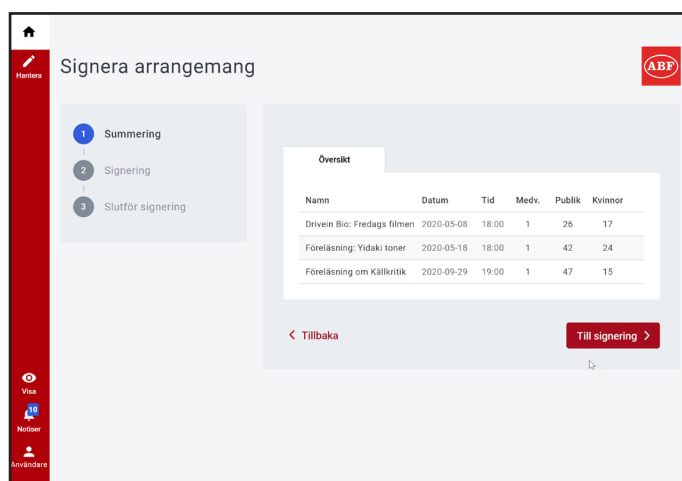 Hantera
Signera arrangemang
ABF
1 Summering
2 Signering
3 Slutför signering
Översikt
Namn Datum Tid Medv. Publik Kvinnor
Drivein Bio: Fredags filmen 2020-05-08 18:00 1 26 17
Föreläsning: Yidaki toner 2020-05-18 18:00 1 42 24
Föreläsning om Källkritik 2020-09-29 19:00 1 47 15
Tillbaka
Till signering
Visa
10
Notiser
Användare